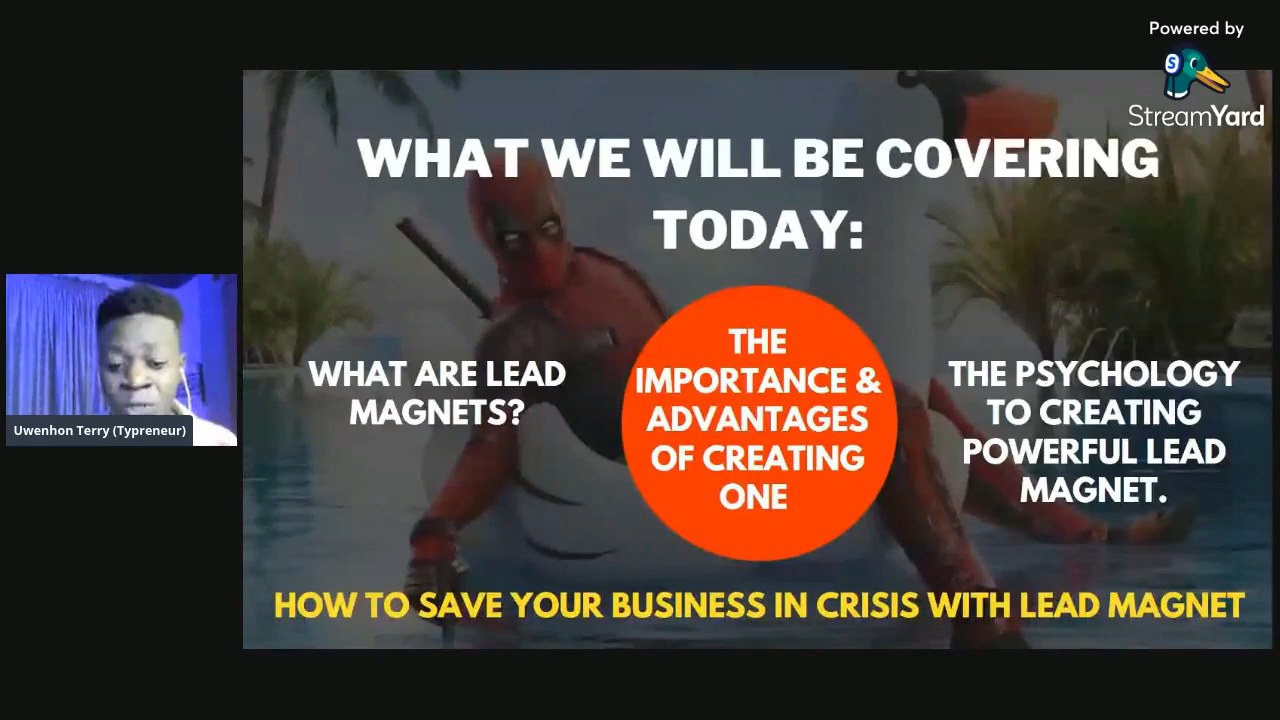 Powered by
StreamYard
WHAT WE WILL BE COVERING
TODAY:
WHAT ARE LEAD
MAGNETS?
THE
IMPORTANCE &
ADVANTAGES
OF CREATING
ONE
THE PSYCHOLOGY
TO CREATING
POWERFUL LEAD
MAGNET.
Uwenhon Terry (Typreneur)
HOW TO SAVE YOUR BUSINESS IN CRISIS WITH LEAD MAGNET